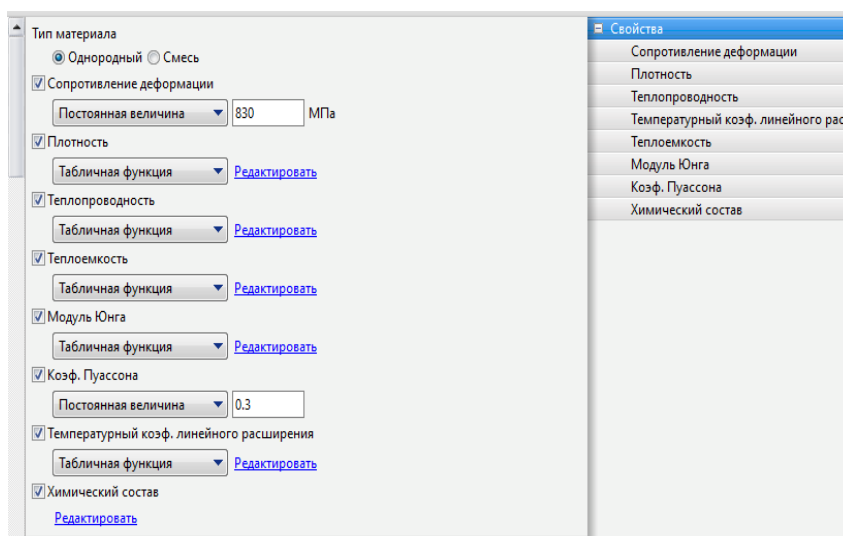 Тип материала
Однородный Смесь
Сопротивление деформации
Постоянная величина 830 МПа
Плотность
Табличная функция Редактировать
Теплопроводность
Табличная функция Редактировать
Теплоемкость
Табличная функция Редактировать
Модуль Юнга
Табличная функция Редактировать
Коэф. Пуассона
Постоянная величина 0.3
Температурный коэф. линейного расширения
Табличная функция Редактировать
Химический состав
Редактировать
Свойства
Сопротивление деформации
Плотность
Теплопроводность
Температурный коэф. линейного рас
Теплоемкость
Модуль Юнга
Коэф. Пуассона
Химический состав